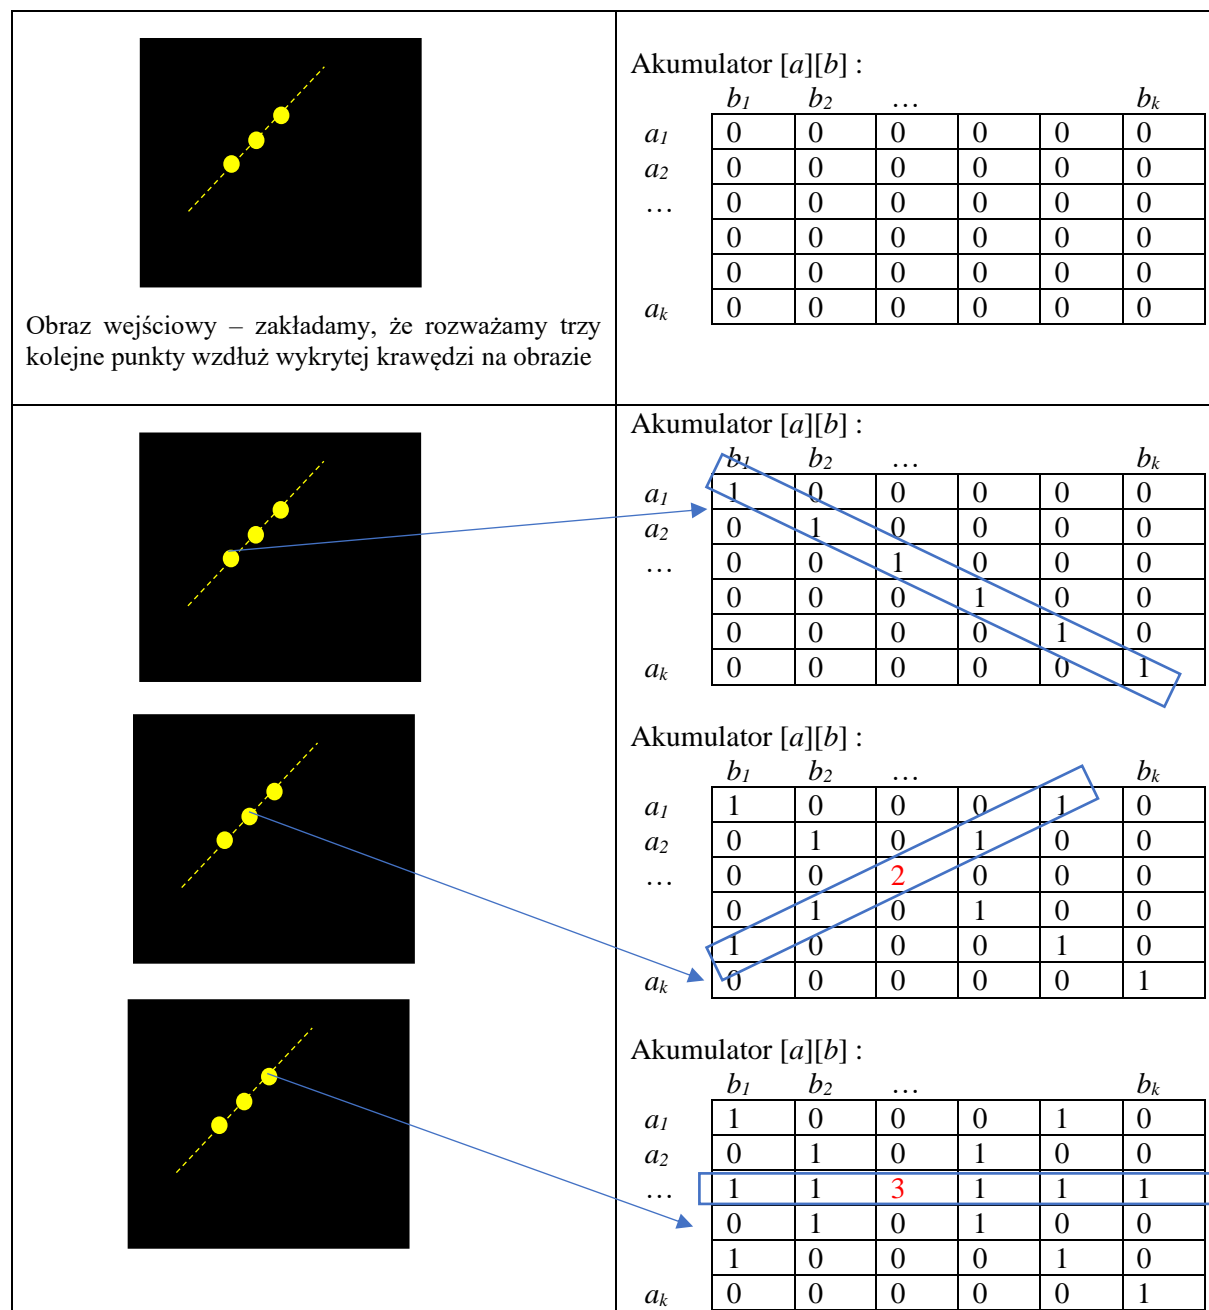 Akumulator [a][b] :
b1 b2 … bk
a1 0 0 0 0 0 0
a2 0 0 0 0 0 0
… 0 0 0 0 0 0
0 0 0 0 0 0
0 0 0 0 0 0
ak 0 0 0 0 0 0
Obraz wejściowy – zakładamy, że rozważamy trzy
kolejne punkty wzdłuż wykrytej krawędzi na obrazie
Akumulator [a][b] :
b1 b2 … bk
a1 1 0 0 0 0 0
a2 0 1 0 0 0 0
… 0 0 1 0 0 0
0 0 0 1 0 0
0 0 0 0 1 0
ak 0 0 0 0 0 1
Akumulator [a][b] :
b1 b2 … bk
a1 1 0 0 0 1 0
a2 0 1 0 1 0 0
… 0 0 2 0 0 0
0 1 0 1 0 0
1 0 0 0 1 0
ak 0 0 0 0 0 1
Akumulator [a][b] :
b1 b2 … bk
a1 1 0 0 0 1 0
a2 0 1 0 1 0 0
… 1 1 3 1 1 1
0 1 0 1 0 0
1 0 0 0 1 0
ak 0 0 0 0 0 1